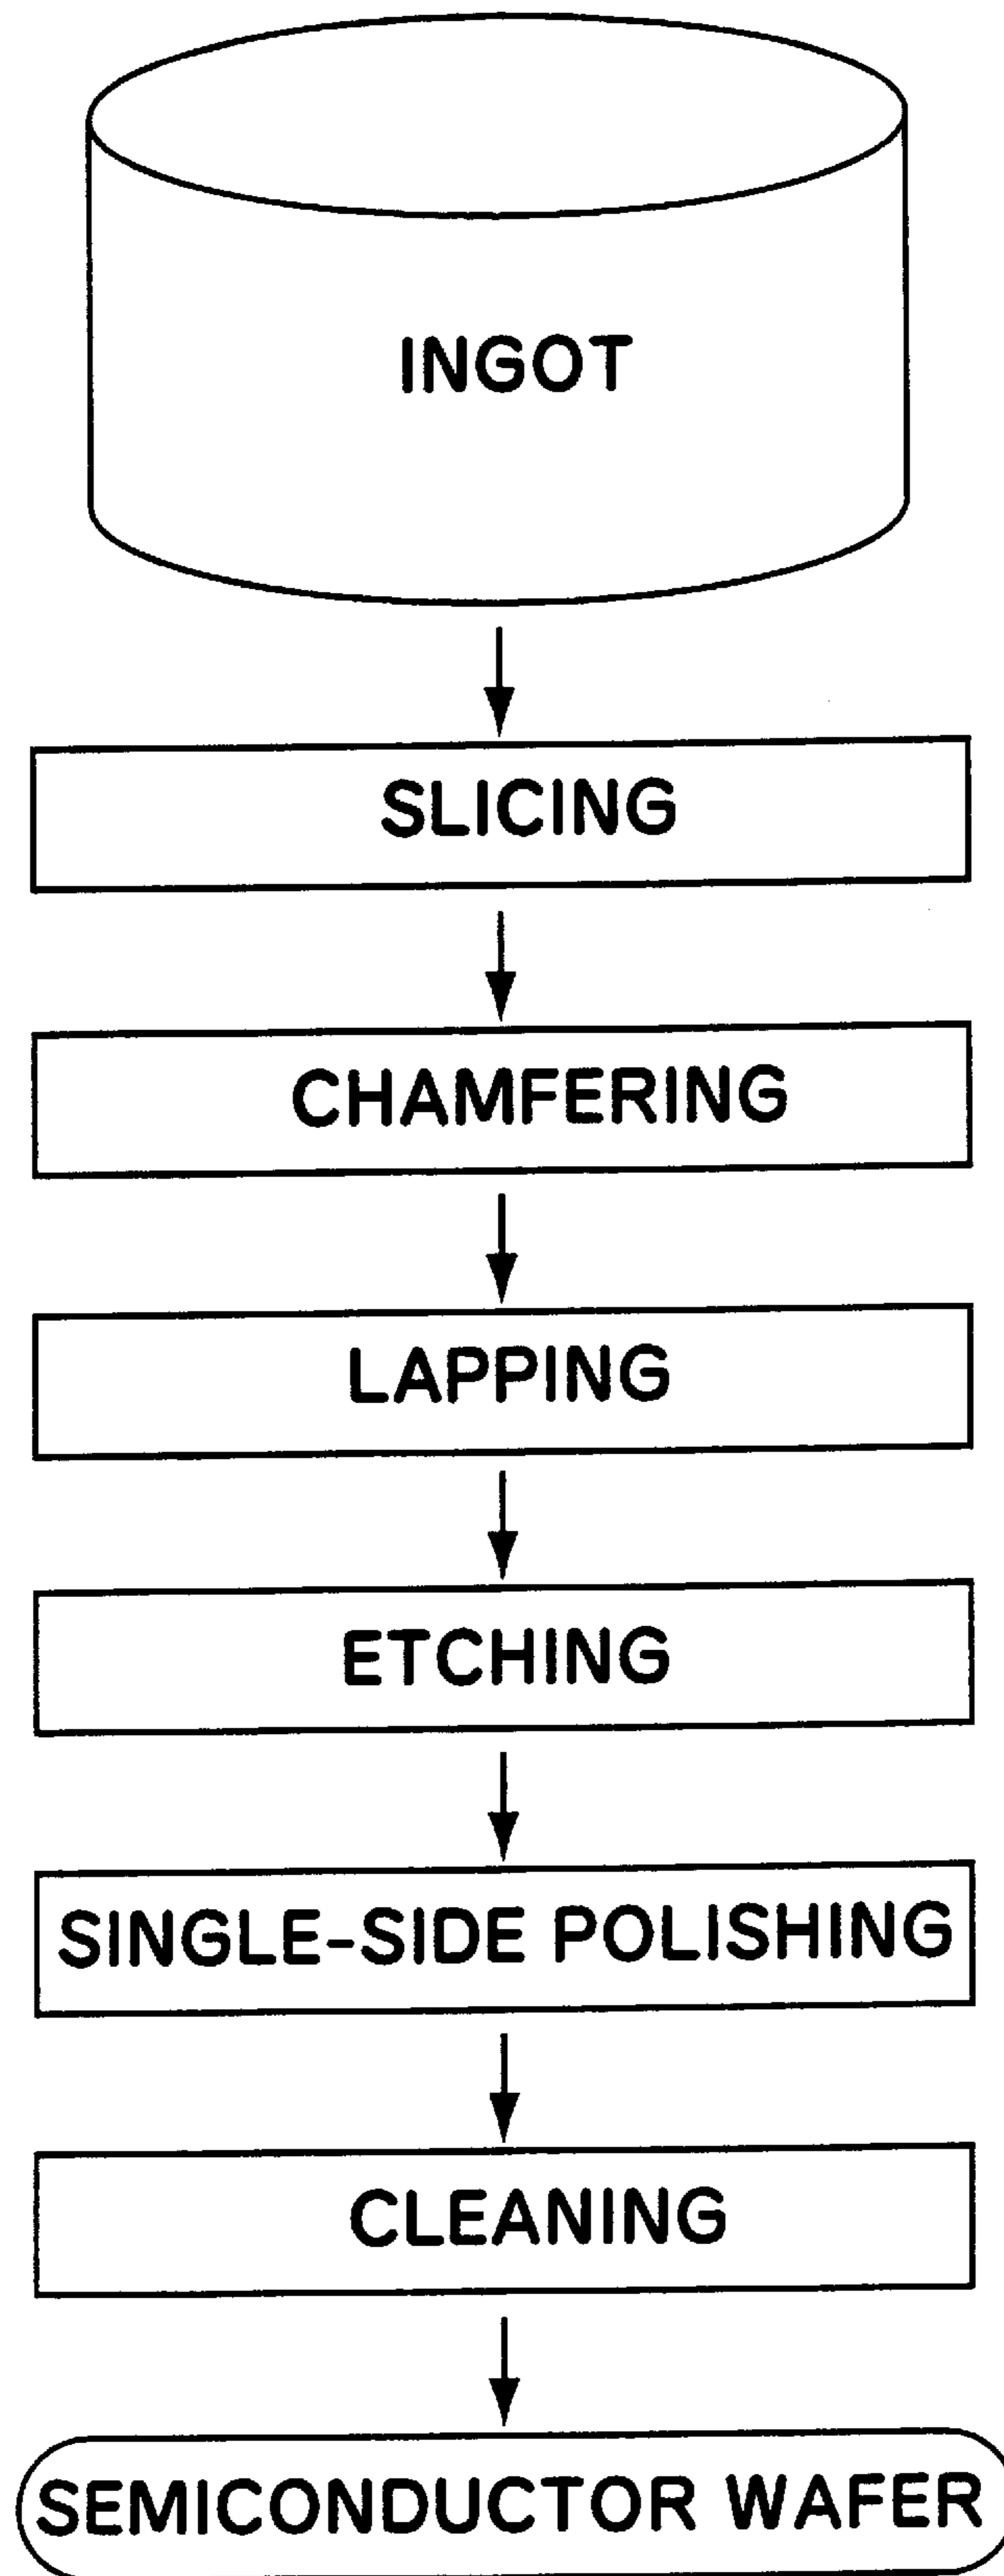 INGOT
SLICING
CHAMFERING
LAPPING
ETCHING
SINGLE-SIDE POLISHING
CLEANING
SEMICONDUCTOR WAFER